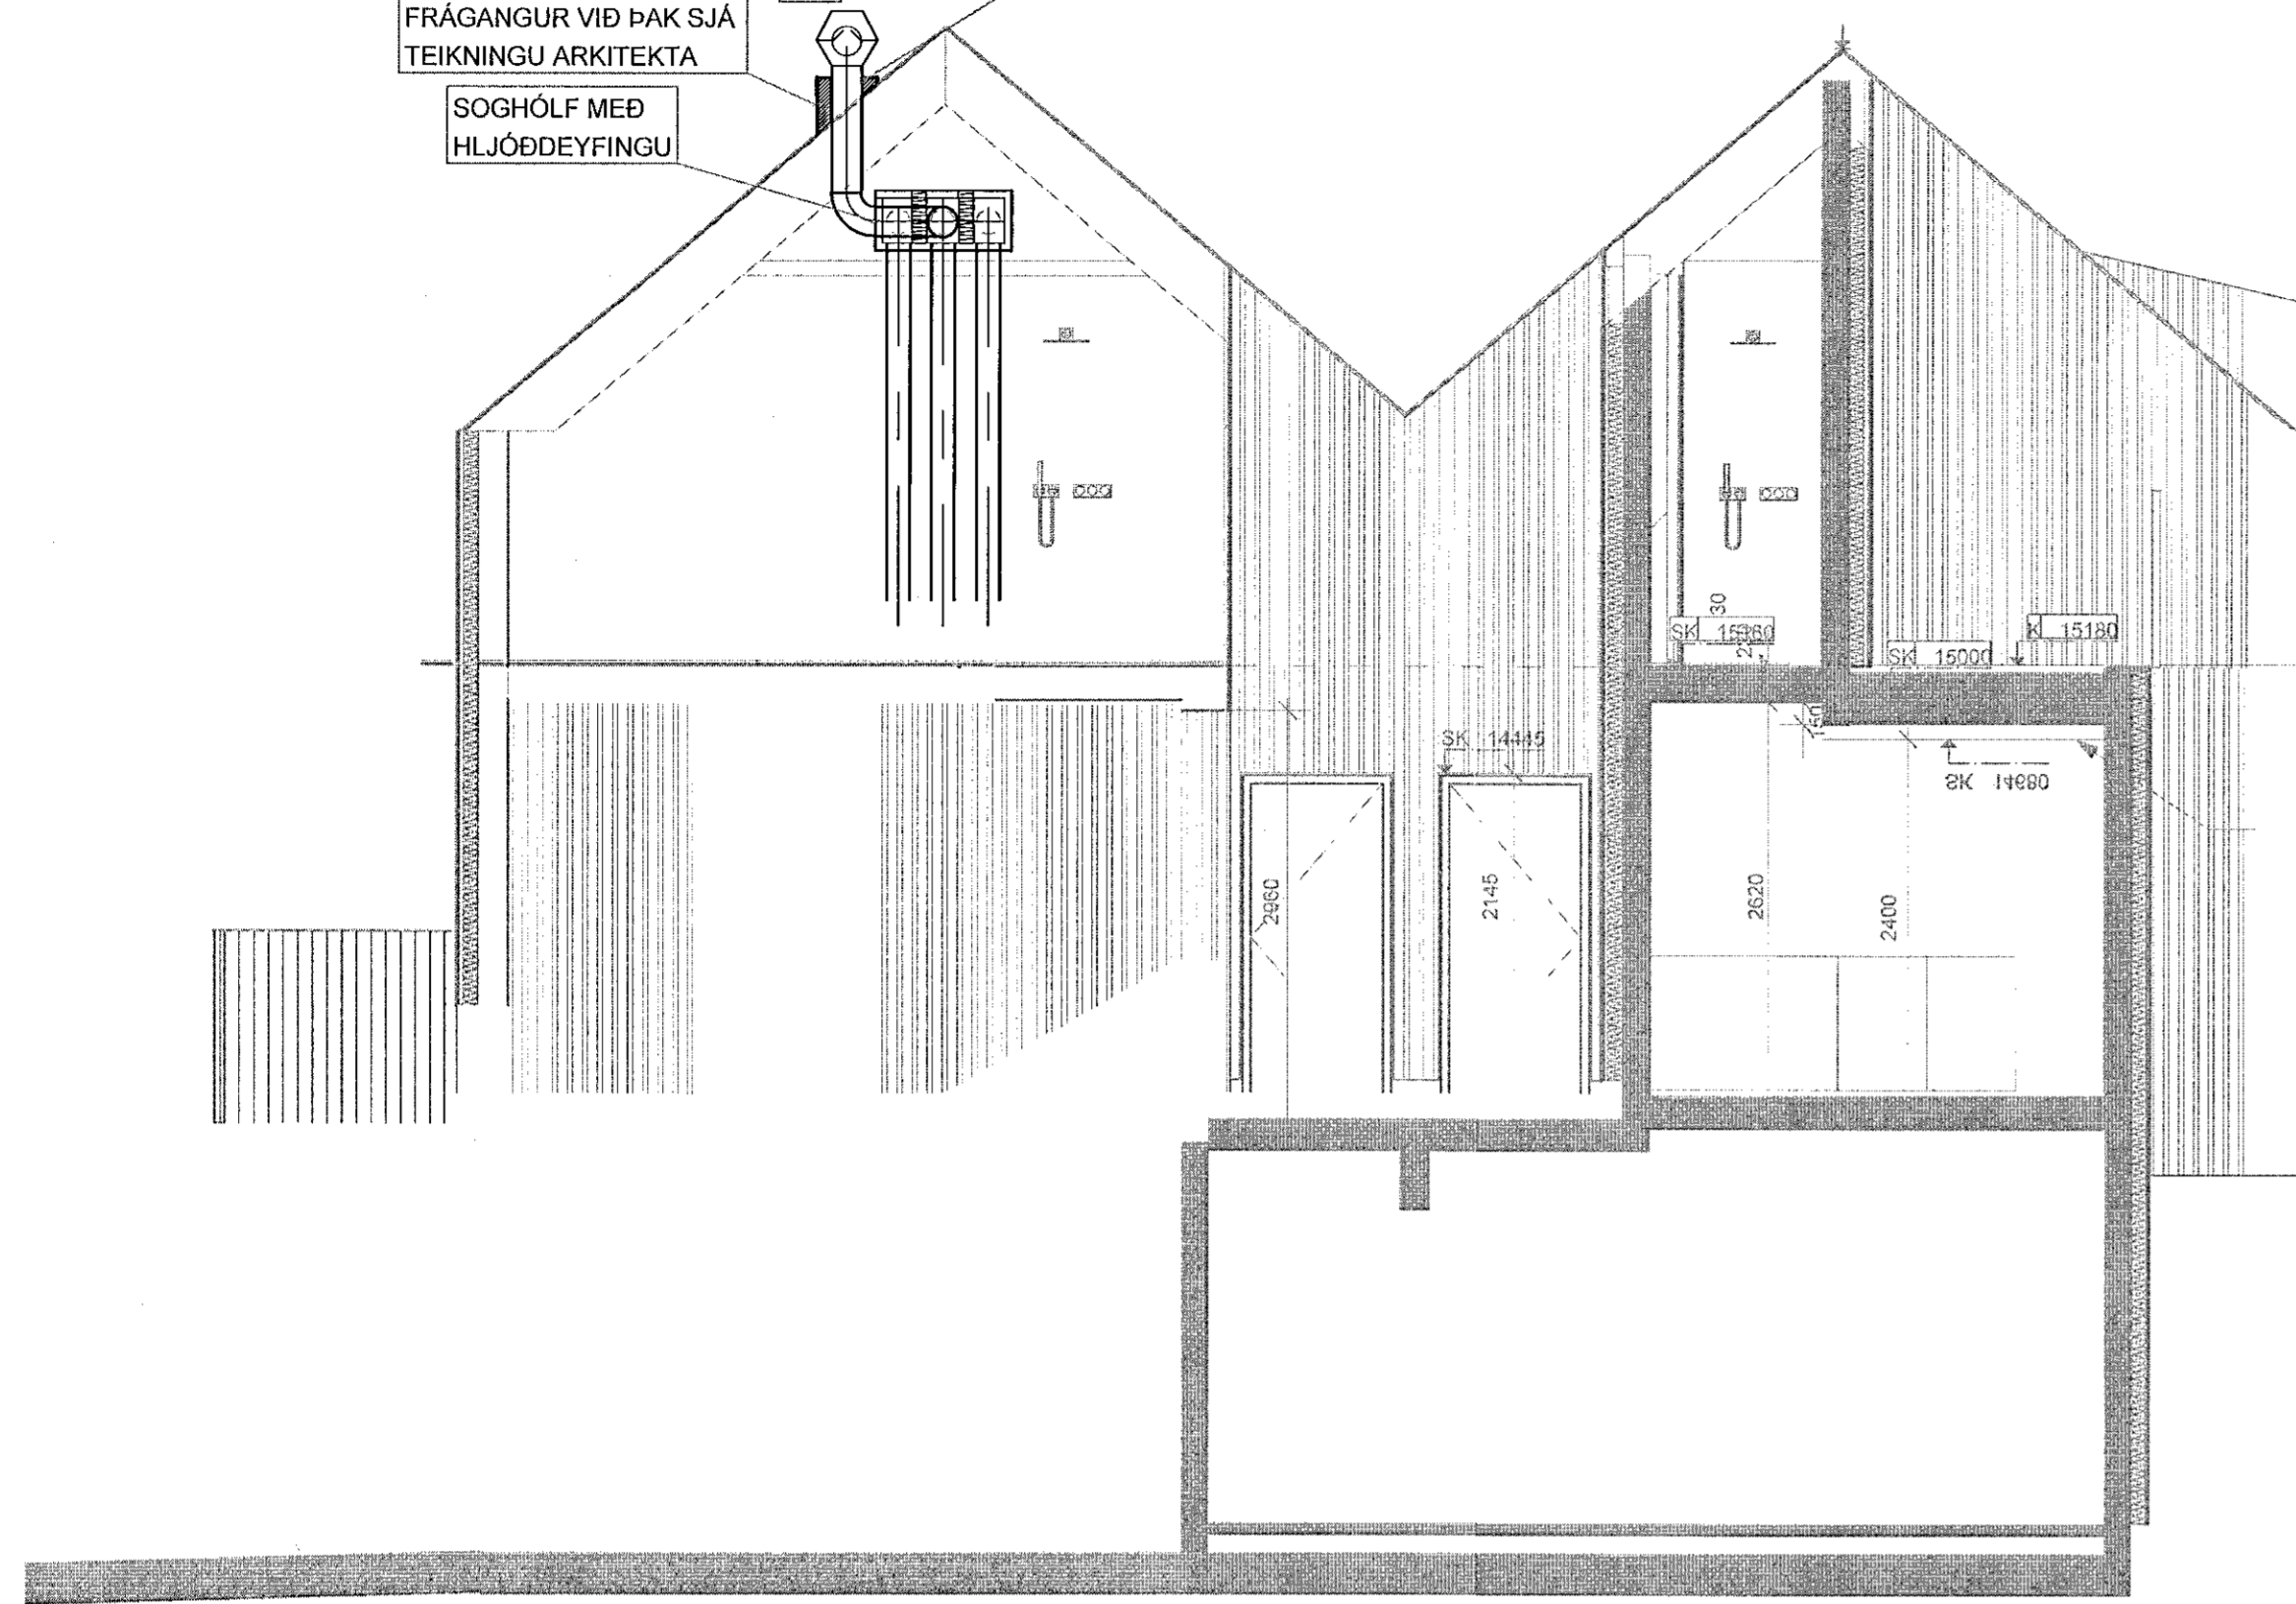 FRÁGANGUR VIÐ ÞAK SJÁ
TEIKNINGU ARKITEKTA
SOGHÓLF MEÐ
HLJÓÐDEYFINGU
30
SK 15160
SK 15000
K 15180
SK 14445
SK 14680
2960
2145
2620
2400